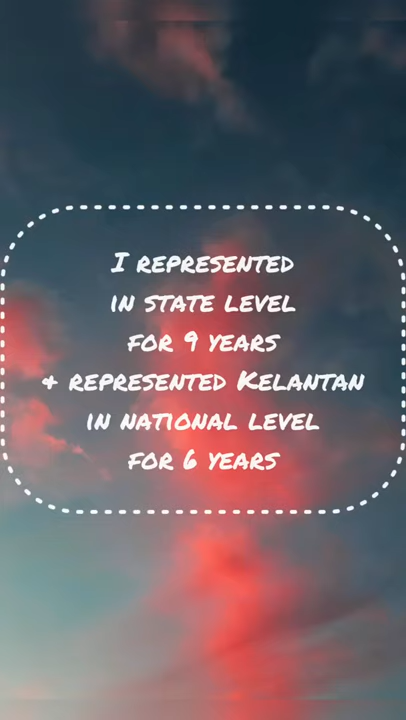 I represented
in state level
for 9 years
+ represented Kelantan
in national level
for 6 years